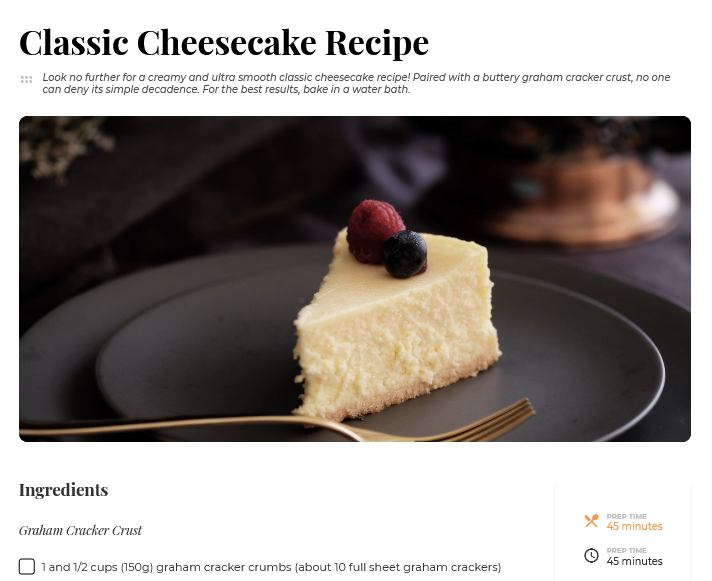 Classic Cheesecake Recipe
Look no further for a creamy and ultra smooth classic cheesecake recipe! Paired with a buttery graham cracker crust, no one
can deny its simple decadence. For the best results, bake in a water bath.
Ingredients
Graham Cracker Crust
1 and 1/2 cups (150g) graham cracker crumbs (about 10 full sheet graham crackers)
PREP TIME
45 minutes
PREP TIME
45 minutes